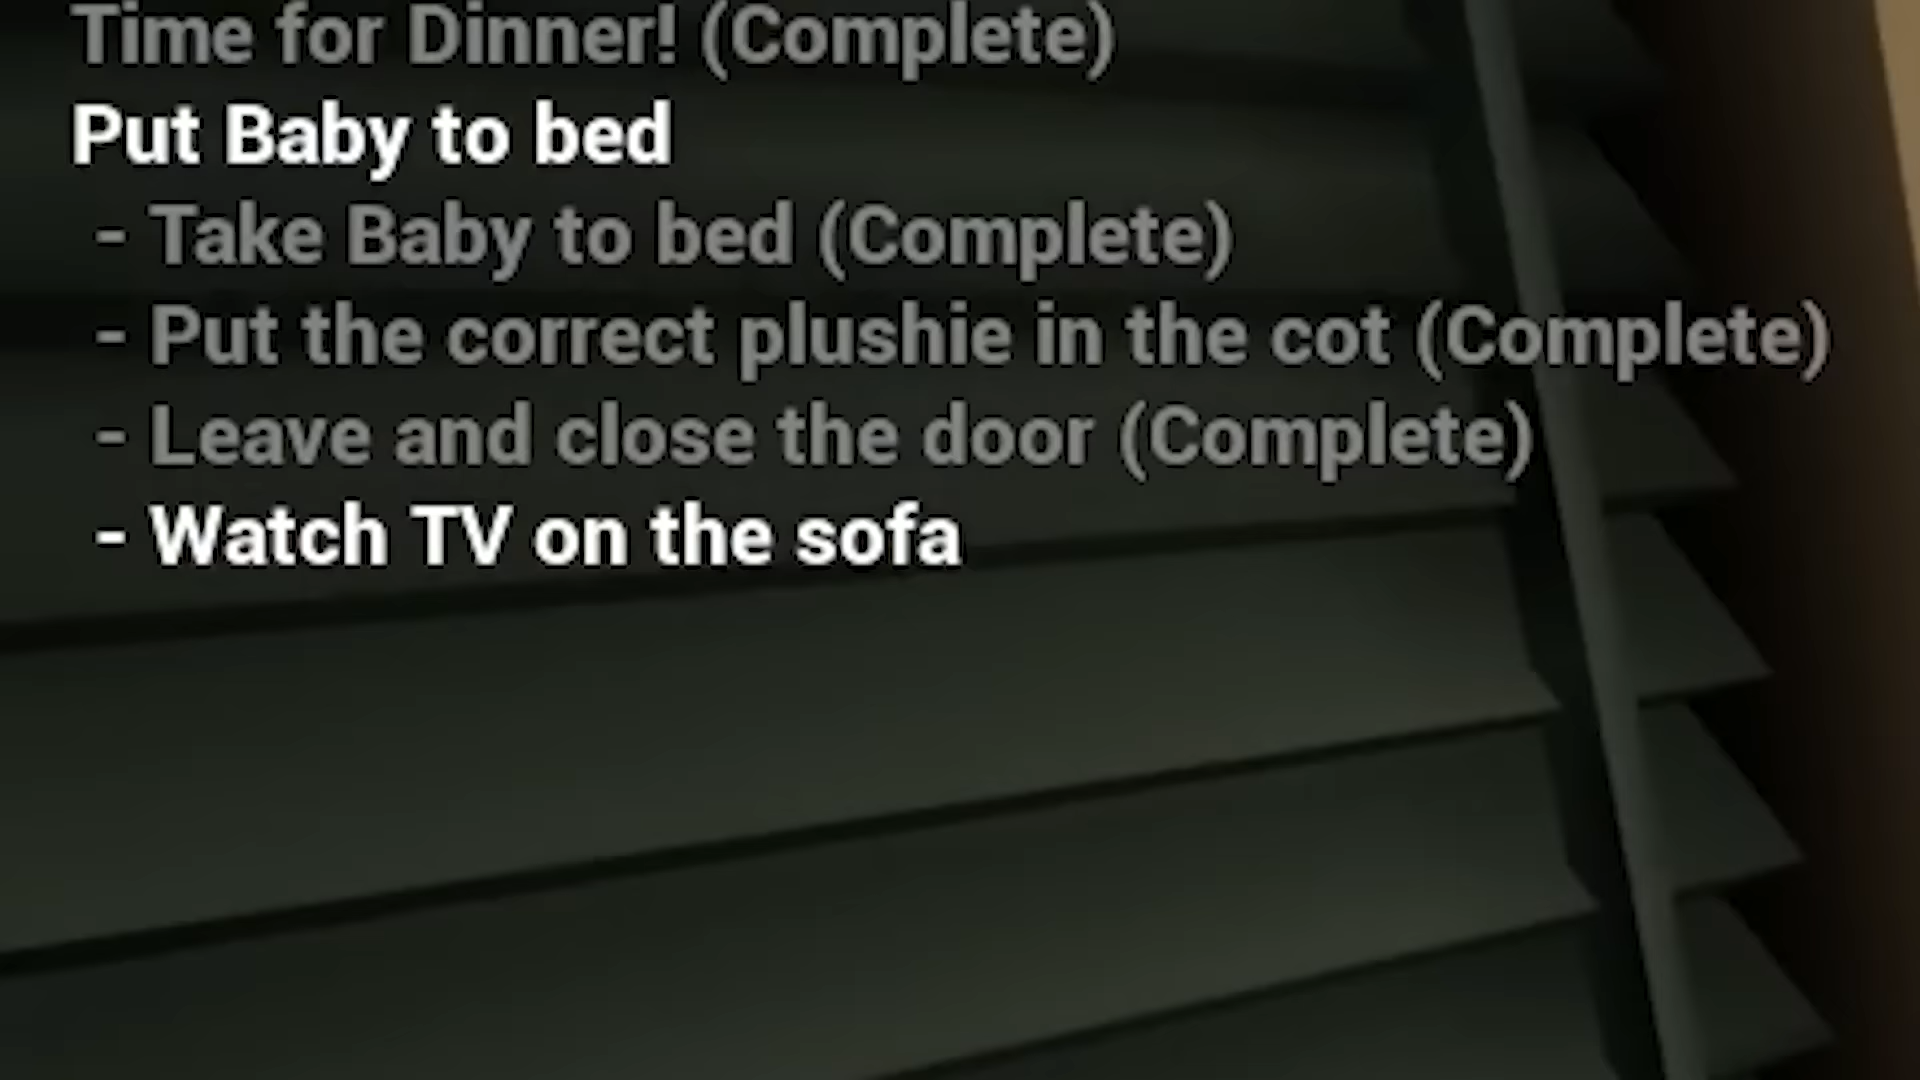 Time for Dinner! (Complete)
Put Baby to bed
- Take Baby to bed (Complete)
- Put the correct plushie in the cot (Complete)
- Leave and close the door (Complete)
- Watch TV on the sofa